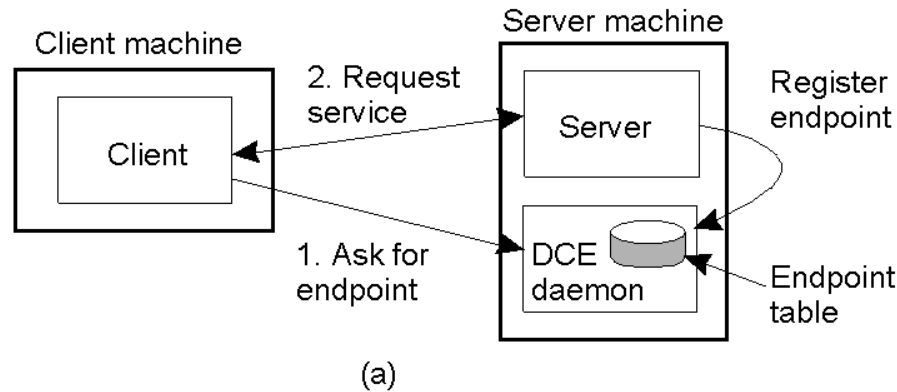 Client machine
Server machine
2. Request
service
Register
endpoint
Client
Server
1. Ask for
endpoint
DCE
daemon
Endpoint
table
(a)